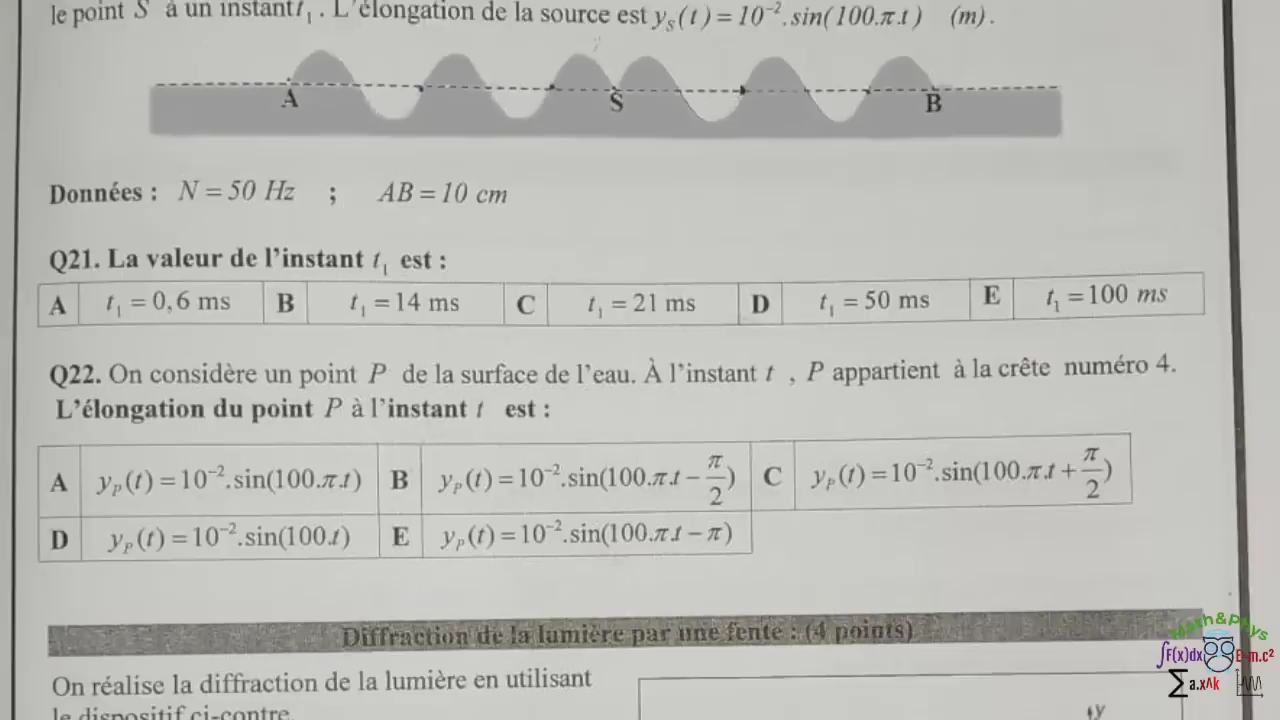 le point S à un instant t₁. L'élongation de la source est yₛ(t) = 10⁻².sin(100.π.t) (m).
A S B
Données : N = 50 Hz ; AB = 10 cm
Q21. La valeur de l'instant t₁ est :
A t₁ = 0,6 ms B t₁ = 14 ms C t₁ = 21 ms D t₁ = 50 ms E t₁ = 100 ms
Q22. On considère un point P de la surface de l'eau. À l'instant t , P appartient à la crête numéro 4.
L'élongation du point P à l'instant t est :
A y_P(t) = 10⁻².sin(100.π.t) B y_P(t) = 10⁻².sin(100.π.t − π/2) C y_P(t) = 10⁻².sin(100.π.t + π/2)
D y_P(t) = 10⁻².sin(100.t) E y_P(t) = 10⁻².sin(100.π.t − π)
Diffraction de la lumière par une fente : (4 points)
On réalise la diffraction de la lumière en utilisant
le dispositif ci-contre
y
Math&phys
∫F(x)dx E=m.c²
∑ a.x^k